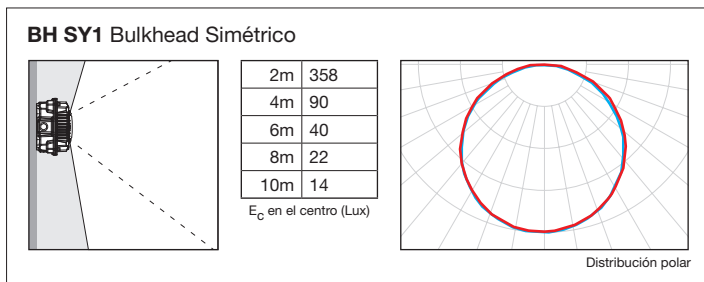 BH SY1 Bulkhead Simétrico
2m 358
4m 90
6m 40
8m 22
10m 14
EC en el centro (Lux)
Distribución polar